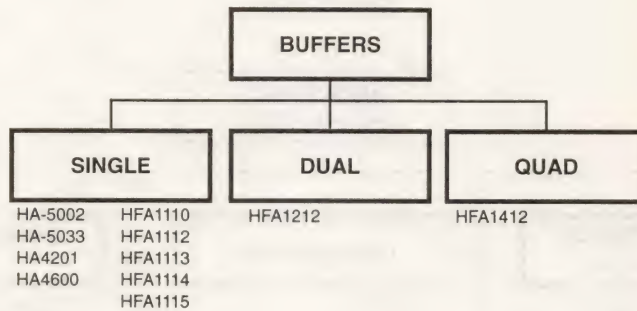 BUFFERS
SINGLE
DUAL
QUAD
HA-5002 HFA1110
HA-5033 HFA1112
HA4201 HFA1113
HA4600 HFA1114
HFA1115
HFA1212
HFA1412